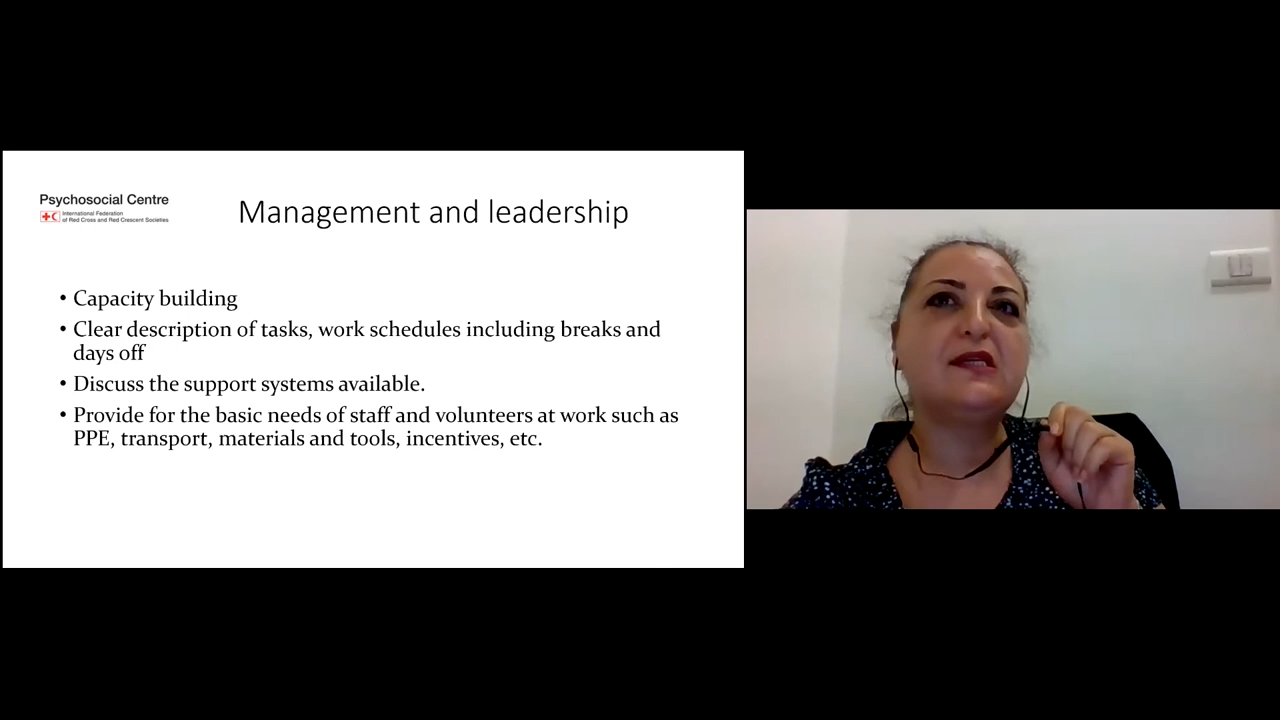 Psychosocial Centre
International Federation
of Red Cross and Red Crescent Societies
Management and leadership
• Capacity building
• Clear description of tasks, work schedules including breaks and
days off
• Discuss the support systems available.
• Provide for the basic needs of staff and volunteers at work such as
PPE, transport, materials and tools, incentives, etc.